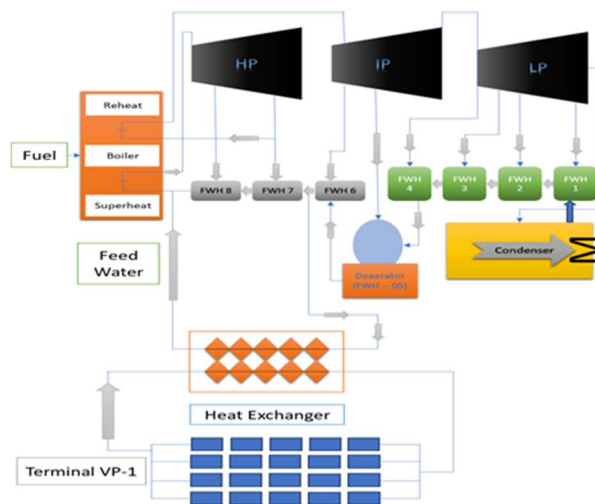 HP
IP
LP
Reheat
Fuel
Boiler
Superheat
FWH 8
FWH 7
FWH 6
FWH
4
FWH
3
FWH
2
FWH
1
Feed
Water
Condenser
Deaerator
(FWH – 05)
Heat Exchanger
Terminal VP-1